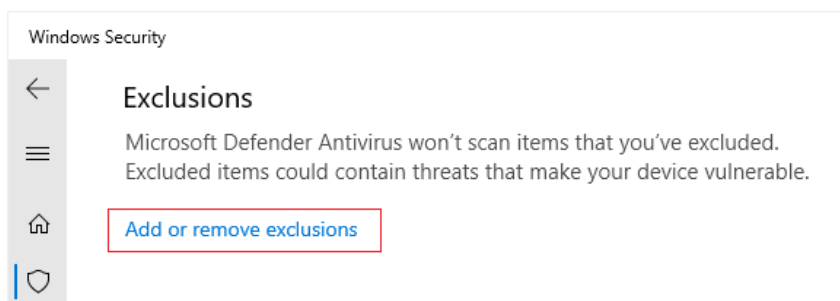 Windows Security
Exclusions
Microsoft Defender Antivirus won’t scan items that you’ve excluded.
Excluded items could contain threats that make your device vulnerable.
Add or remove exclusions